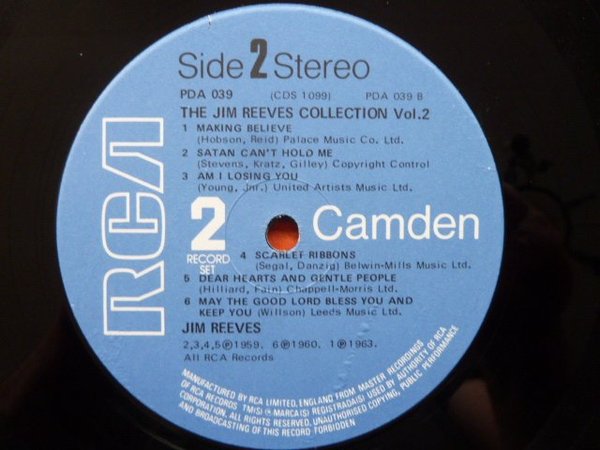 Side 2 Stereo
PDA 039 (CDS 1099) PDA 039 B
THE JIM REEVES COLLECTION Vol.2
1 MAKING BELIEVE
(Hobson, Reid) Palace Music Co. Ltd.
2 SATAN CAN'T HOLD ME
(Stevens, Kratz, Gilley) Copyright Control
3 AM I LOSING YOU
(Young, Jnr.) United Artists Music Ltd.
RCA
2
RECORD
SET
Camden
4 SCARLET RIBBONS
(Segal, Danzig) Belwin-Mills Music Ltd.
5 DEAR HEARTS AND GENTLE PEOPLE
(Hilliard, Fain) Chappell-Morris Ltd.
6 MAY THE GOOD LORD BLESS YOU AND
KEEP YOU (Willson) Leeds Music Ltd.
JIM REEVES
2,3,4,5℗1959. 6℗1960. 1℗1963.
All RCA Records
MANUFACTURED BY RCA LIMITED, ENGLAND FROM MASTER RECORDINGS
OF RCA RECORDS TM(S) ® MARCA(S) REGISTRADA(S) USED BY AUTHORITY OF RCA
CORPORATION. ALL RIGHTS RESERVED. UNAUTHORISED COPYING, PUBLIC PERFORMANCE
AND BROADCASTING OF THIS RECORD FORBIDDEN